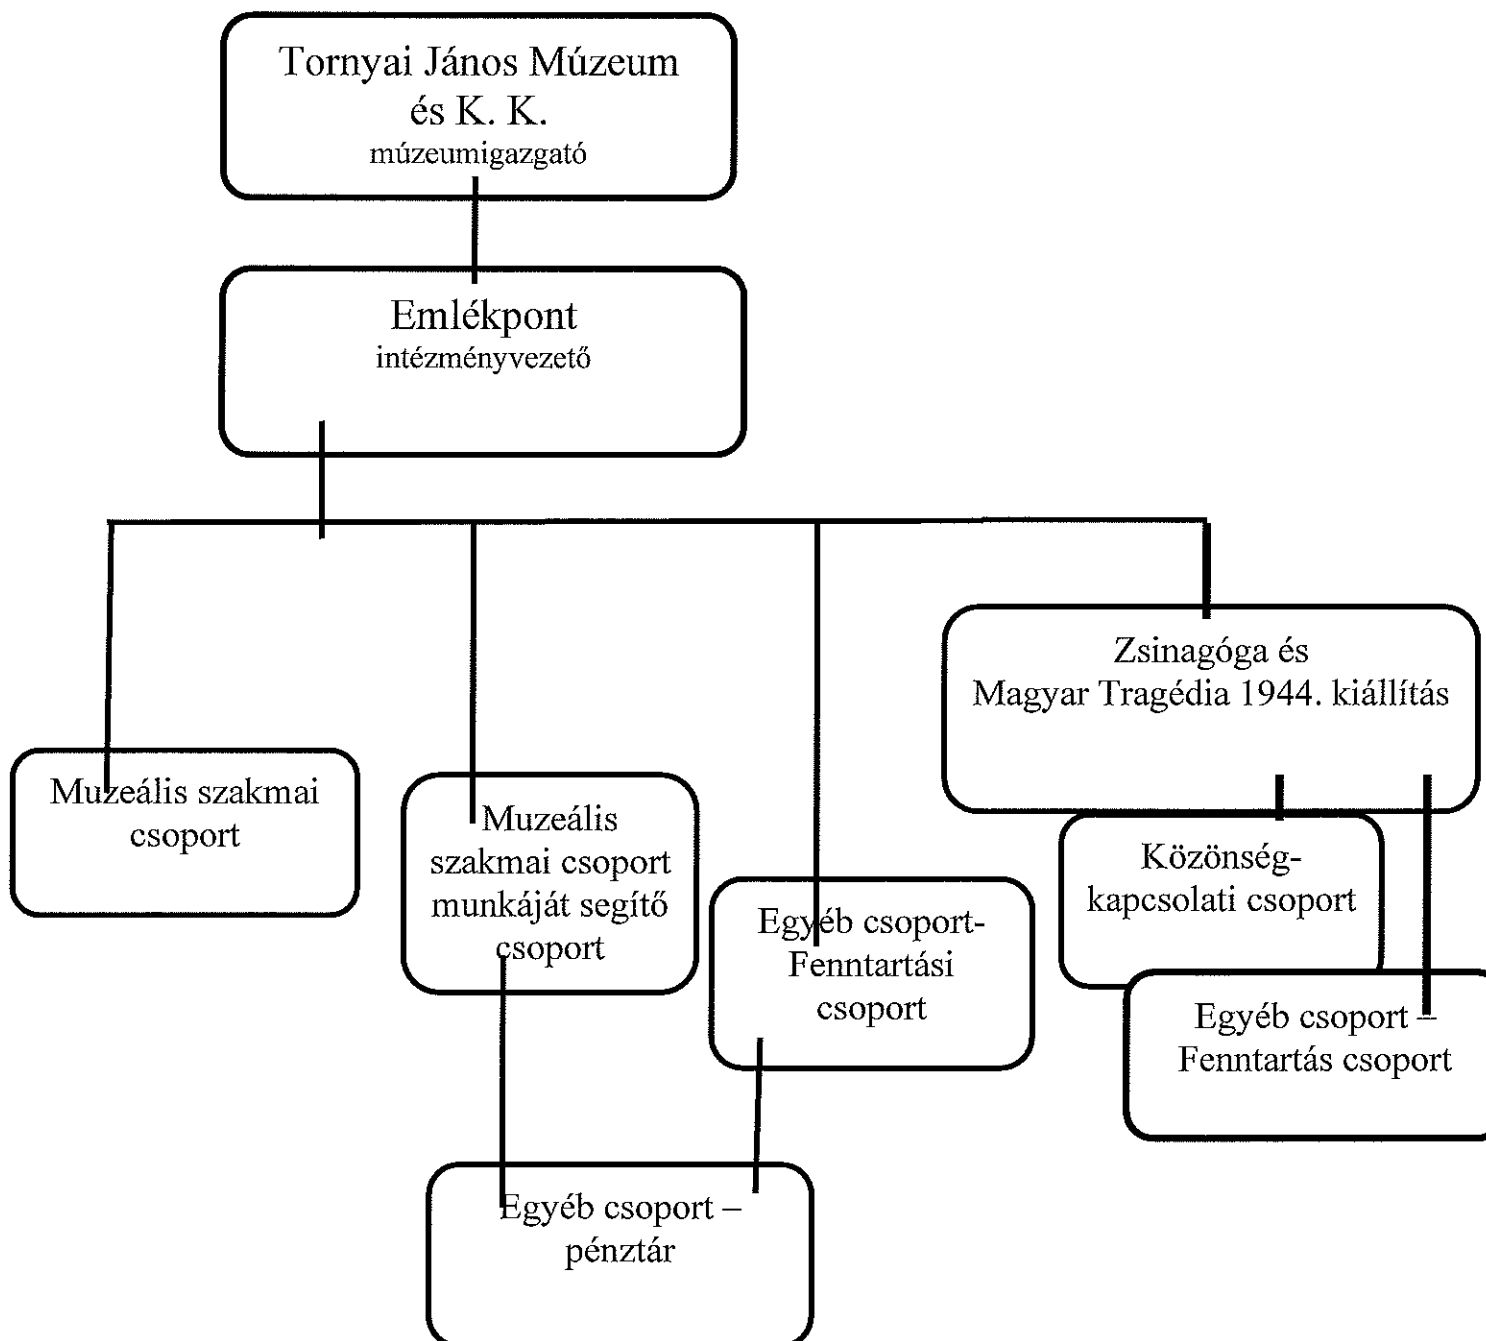 Tornyai János Múzeum
és K. K.
múzeumigazgató
Emlékpont
intézményvezető
Zsinagóga és
Magyar Tragédia 1944. kiállítás
Muzeális szakmai
csoport
Muzeális
szakmai csoport
munkáját segítő
csoport
Egyéb csoport-
Fenntartási
csoport
Közönség-
kapcsolati csoport
Egyéb csoport –
Fenntartás csoport
Egyéb csoport –
pénztár